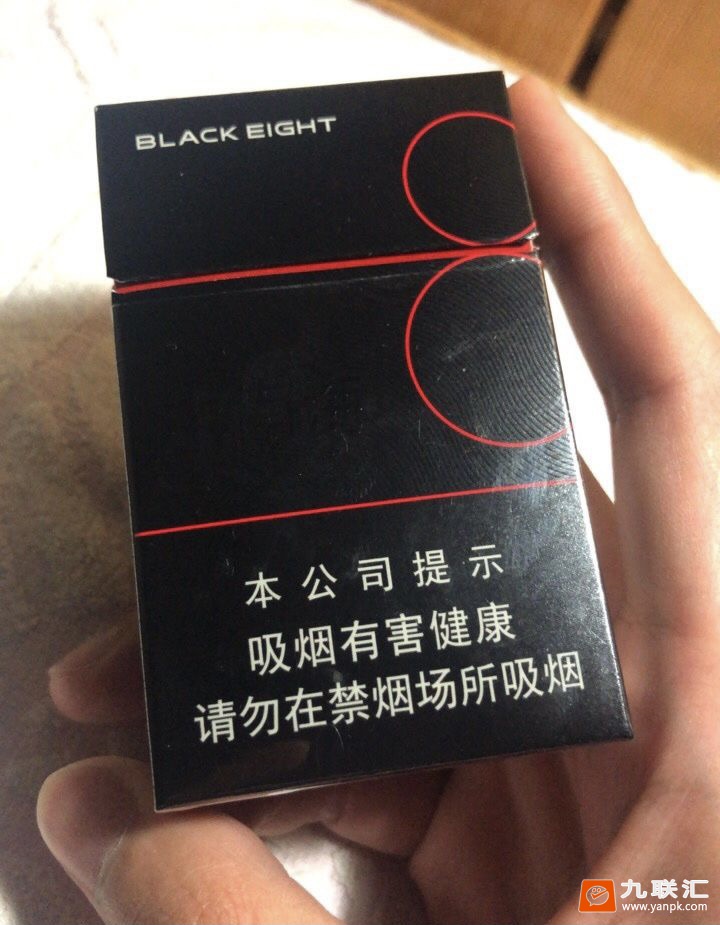 BLACK EIGHT
本公司提示
吸烟有害健康
请勿在禁烟场所吸烟
九联汇
www.yanpk.com